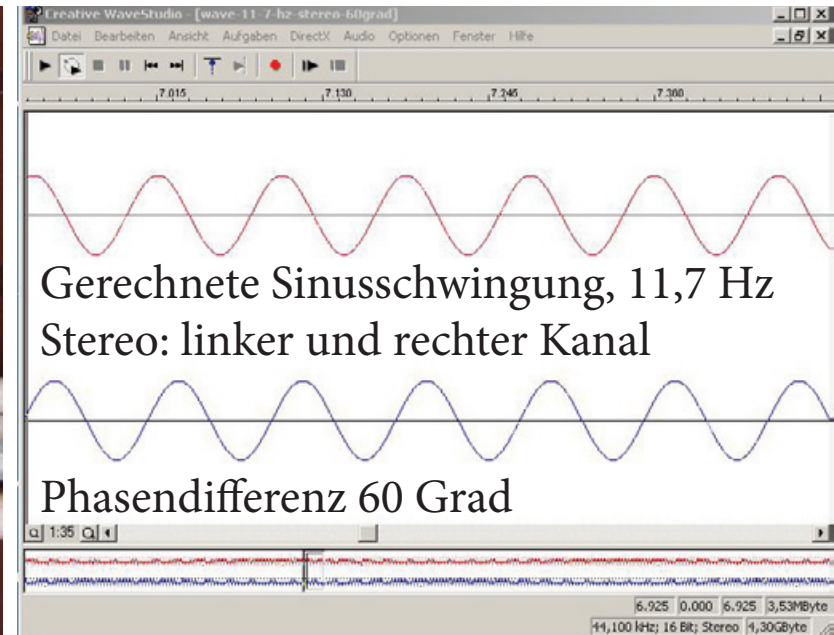 Creative WaveStudio - [wave-11-7-hz-stereo-60grad]
Datei Bearbeiten Ansicht Aufgaben DirectX Audio Optionen Fenster Hilfe
7.015 7.130 7.245 7.360
Gerechnete Sinusschwingung, 11,7 Hz
Stereo: linker und rechter Kanal
Phasendifferenz 60 Grad
1:35
6.925 0.000 6.925 3,53MByte
44,100 kHz; 16 Bit; Stereo 4,30GByte